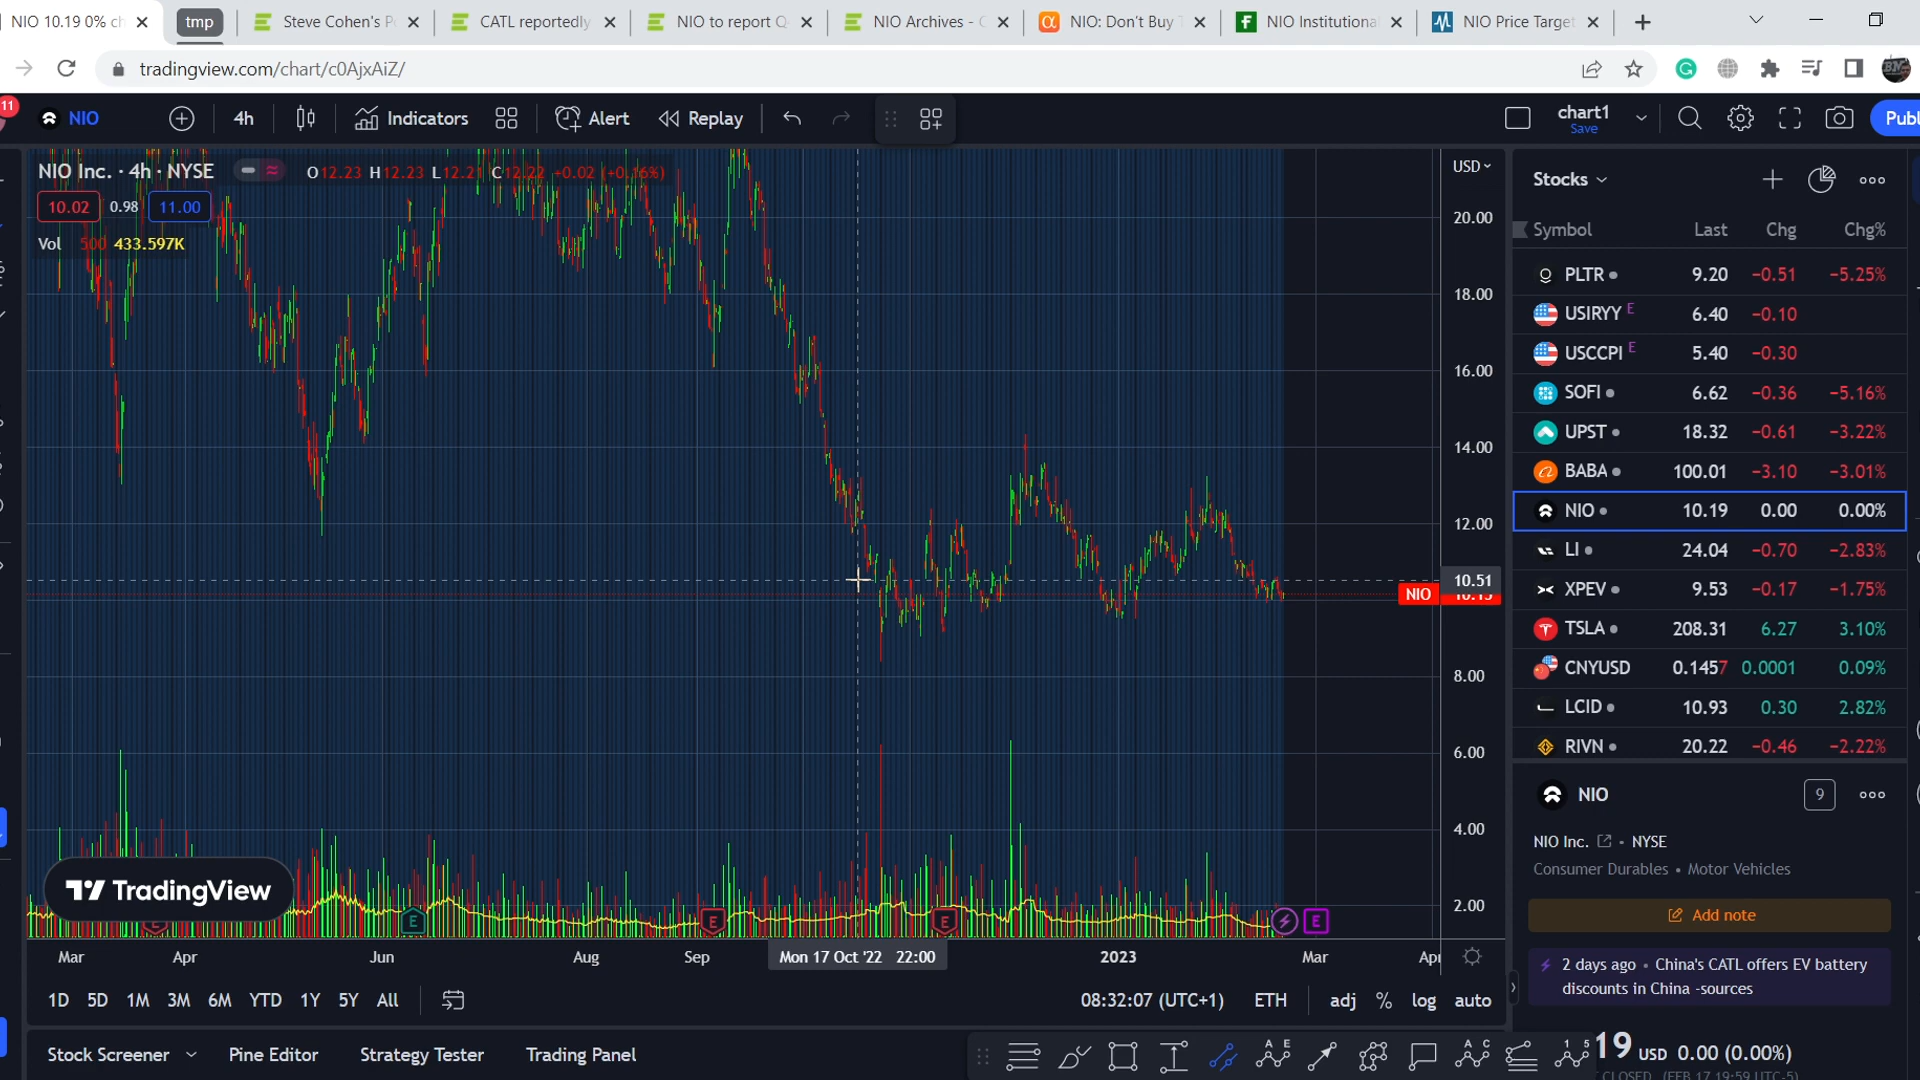 NIO 10.19 0% ch
tmp
Steve Cohen's P
CATL reportedly
NIO to report Q
NIO Archives - C
NIO: Don't Buy T
NIO Institutional
NIO Price Target
tradingview.com/chart/c0AjxAiZ/
11
NIO
4h
Indicators
Alert
Replay
chart1
Save
Publ
NIO Inc. · 4h · NYSE
O12.23 H12.23 L12.21 C12.22 +0.02 (+0.16%)
10.02 0.98 11.00
Vol 500 433.597K
USD
20.00
18.00
16.00
14.00
12.00
10.51
NIO 10.15
8.00
6.00
4.00
2.00
TradingView
E
E
E
E
E
Mar
Apr
Jun
Aug
Sep
Mon 17 Oct '22 22:00
2023
Mar
Apr
1D 5D 1M 3M 6M YTD 1Y 5Y All
08:32:07 (UTC+1) ETH adj % log auto
Stock Screener
Pine Editor
Strategy Tester
Trading Panel
Stocks
Symbol Last Chg Chg%
PLTR 9.20 −0.51 −5.25%
USIRYY E 6.40 −0.10
USCCPI E 5.40 −0.30
SOFI 6.62 −0.36 −5.16%
UPST 18.32 −0.61 −3.22%
BABA 100.01 −3.10 −3.01%
NIO 10.19 0.00 0.00%
LI 24.04 −0.70 −2.83%
XPEV 9.53 −0.17 −1.75%
TSLA 208.31 6.27 3.10%
CNYUSD 0.1457 0.0001 0.09%
LCID 10.93 0.30 2.82%
RIVN 20.22 −0.46 −2.22%
NIO
9
NIO Inc. • NYSE
Consumer Durables • Motor Vehicles
Add note
2 days ago • China's CATL offers EV battery
discounts in China -sources
19 USD 0.00 (0.00%)
CLOSED (FEB 17 19:59 UTC-5)